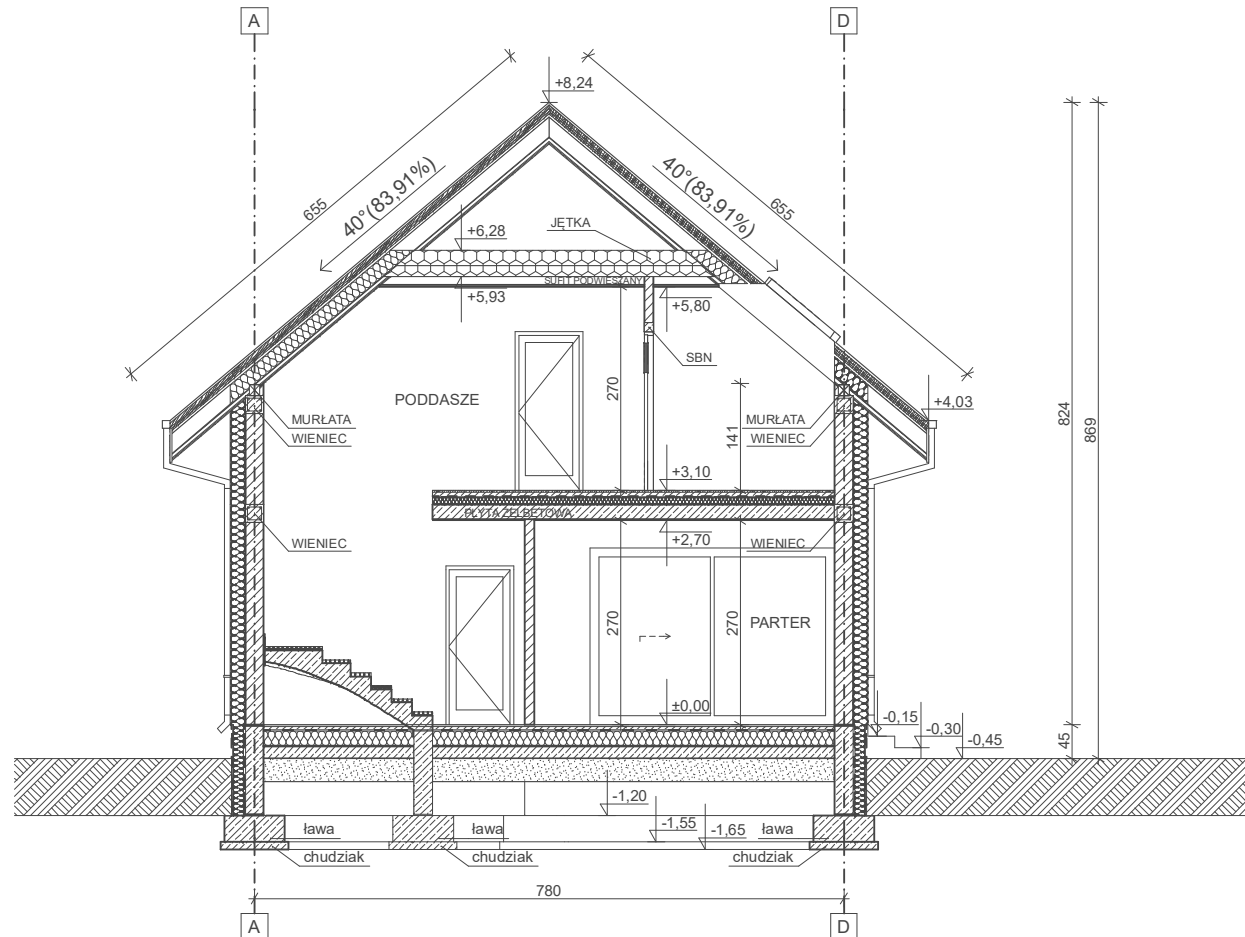 A
D
+8,24
655
40°(83,91%)
40°(83,91%)
655
JĘTKA
+6,28
SUFIT PODWIESZANY
+5,93
+5,80
SBN
PODDASZE
270
824
869
+4,03
MURŁATA
WIENIEC
MURŁATA
WIENIEC
141
+3,10
PŁYTA ŻELBETOWA
+2,70
WIENIEC
WIENIEC
270
270
PARTER
±0,00
-0,15
-0,30
-0,45
45
-1,20
-1,55
-1,65
ława
ława
ława
chudziak
chudziak
chudziak
780
A
D